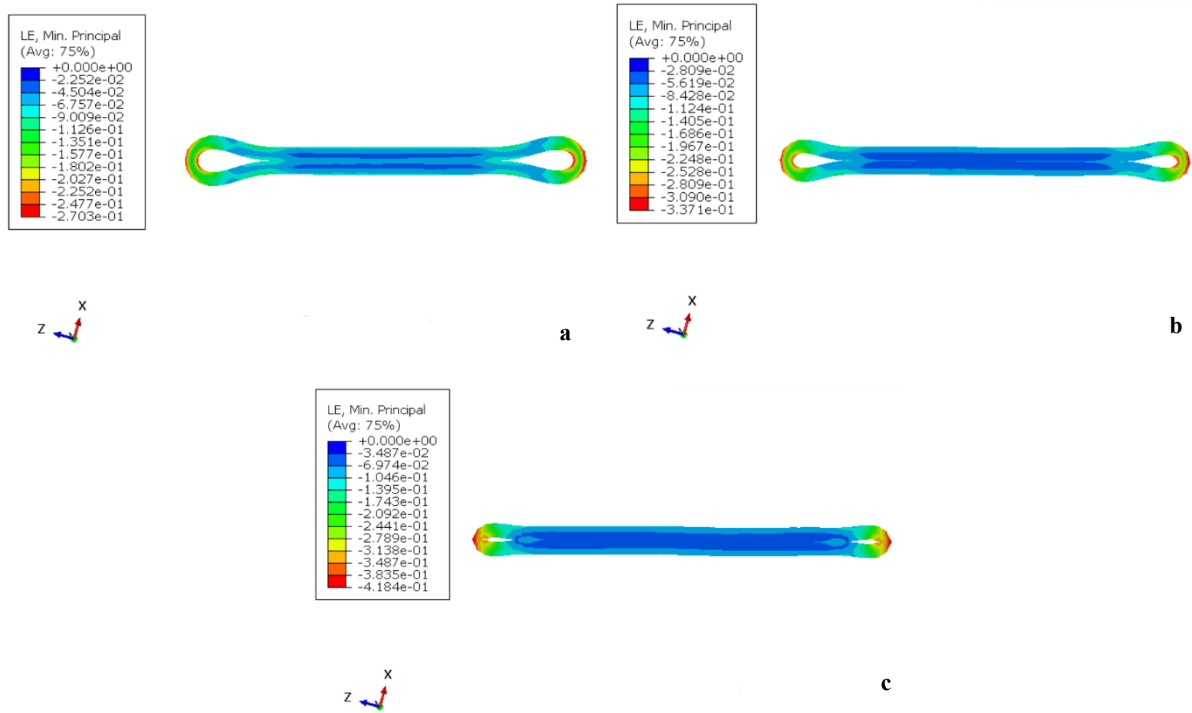 LE, Min. Principal
(Avg: 75%)
+0.000e+00
-2.252e-02
-4.504e-02
-6.757e-02
-9.009e-02
-1.126e-01
-1.351e-01
-1.577e-01
-1.802e-01
-2.027e-01
-2.252e-01
-2.477e-01
-2.703e-01
X
Z
a
LE, Min. Principal
(Avg: 75%)
+0.000e+00
-2.809e-02
-5.619e-02
-8.428e-02
-1.124e-01
-1.405e-01
-1.686e-01
-1.967e-01
-2.248e-01
-2.528e-01
-2.809e-01
-3.090e-01
-3.371e-01
X
Z
b
LE, Min. Principal
(Avg: 75%)
+0.000e+00
-3.487e-02
-6.974e-02
-1.046e-01
-1.395e-01
-1.743e-01
-2.092e-01
-2.441e-01
-2.789e-01
-3.138e-01
-3.487e-01
-3.835e-01
-4.184e-01
X
Z
c